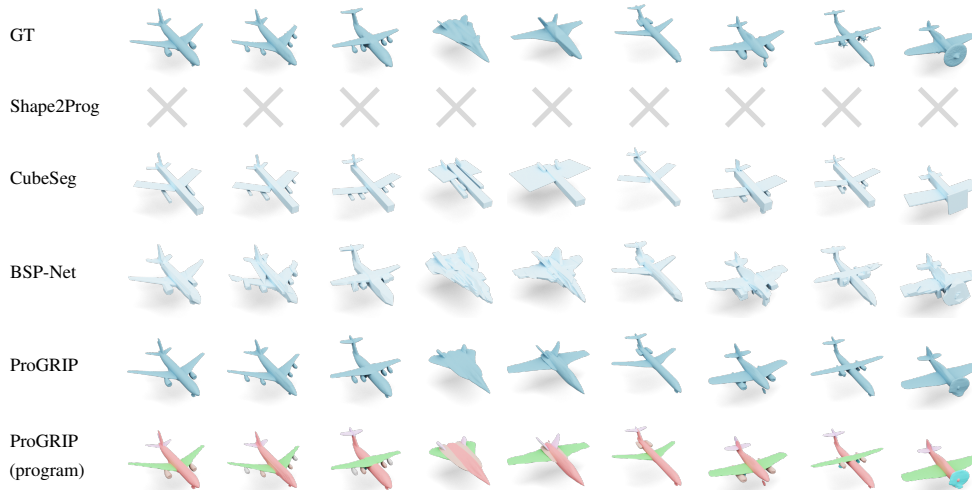 GT
Shape2Prog
CubeSeg
BSP-Net
ProGRIP
ProGRIP
(program)